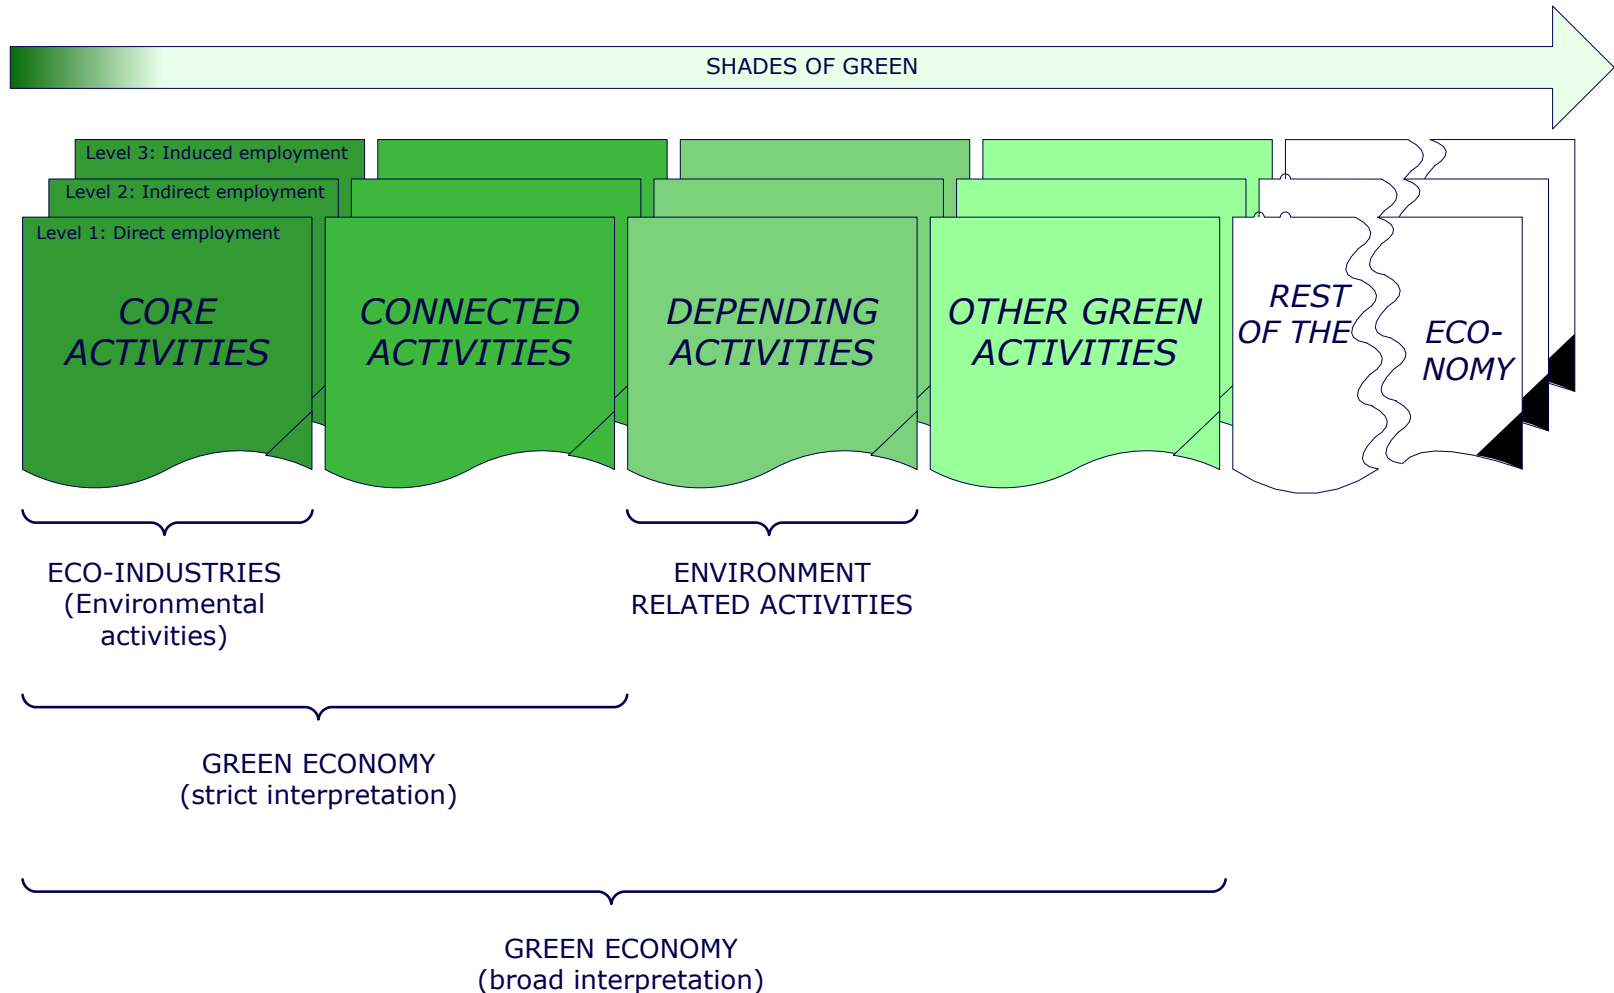 SHADES OF GREEN
Level 3: Induced employment
Level 2: Indirect employment
Level 1: Direct employment
CORE
ACTIVITIES
CONNECTED
ACTIVITIES
DEPENDING
ACTIVITIES
OTHER GREEN
ACTIVITIES
REST
OF THE
ECO-
NOMY
ECO-INDUSTRIES
(Environmental
activities)
ENVIRONMENT
RELATED ACTIVITIES
GREEN ECONOMY
(strict interpretation)
GREEN ECONOMY
(broad interpretation)